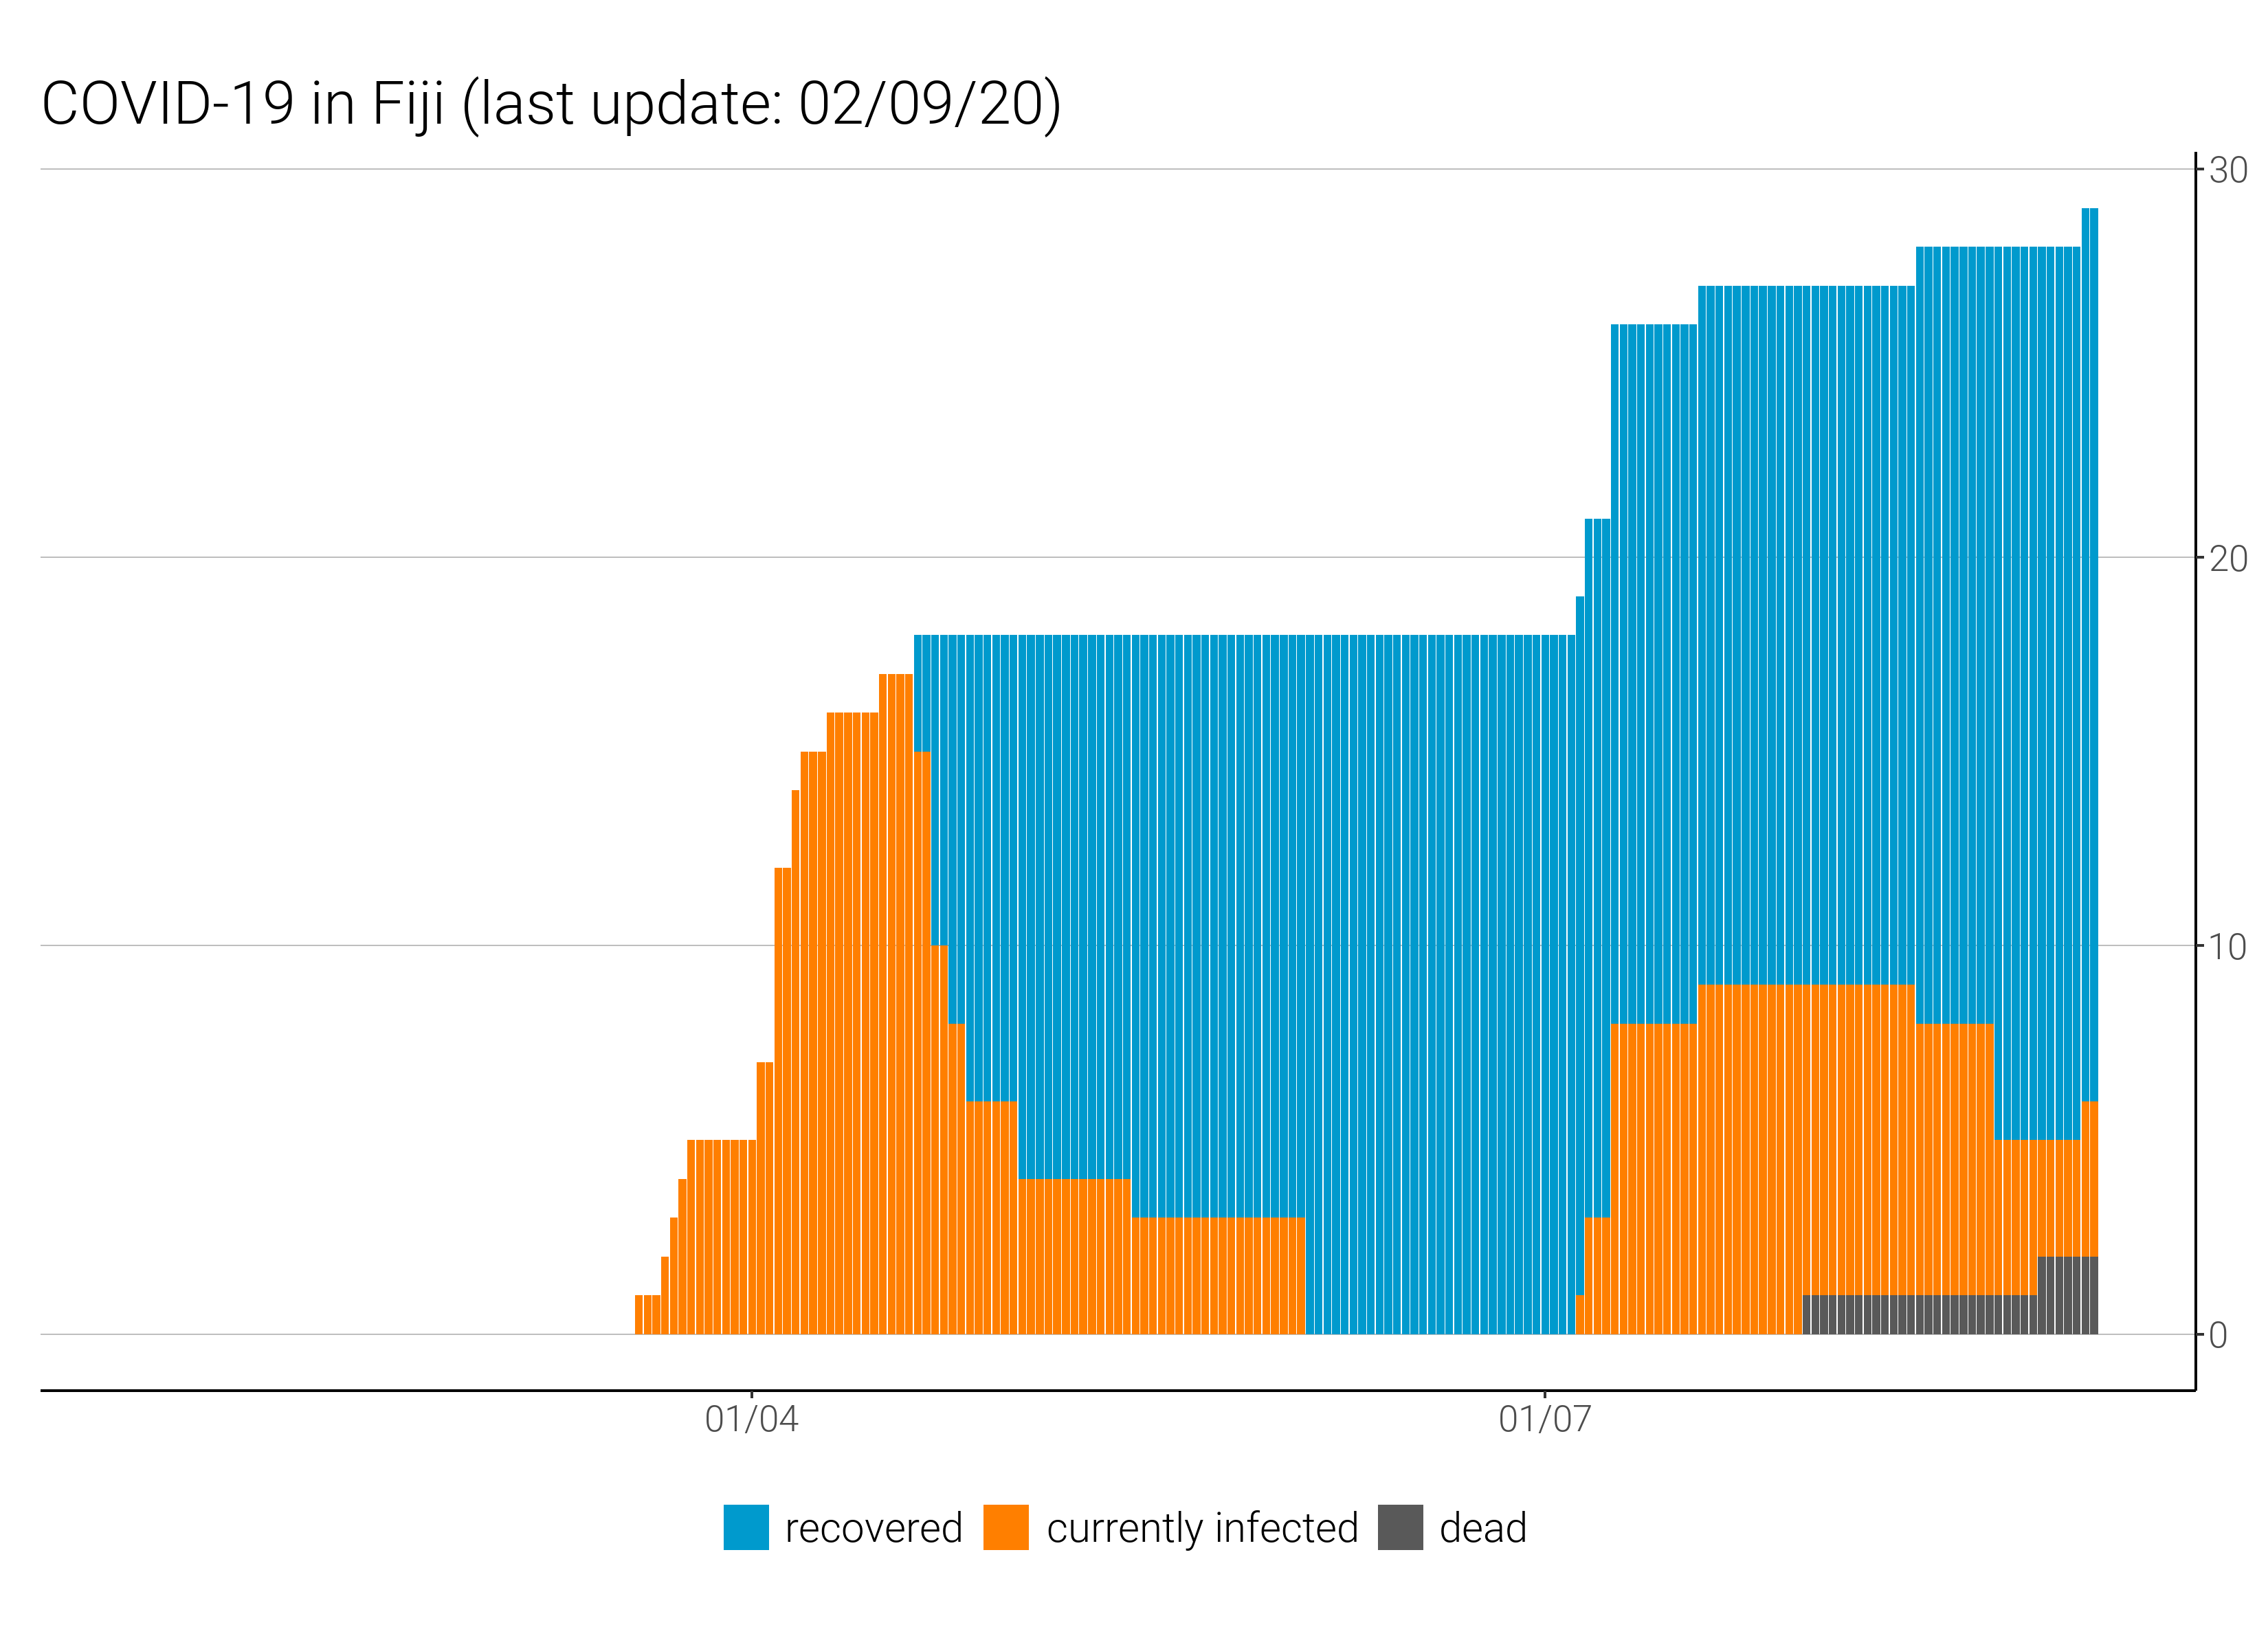 COVID-19 in Fiji (last update: 02/09/20)
30
20
10
0
01/04 01/07
recovered currently infected dead